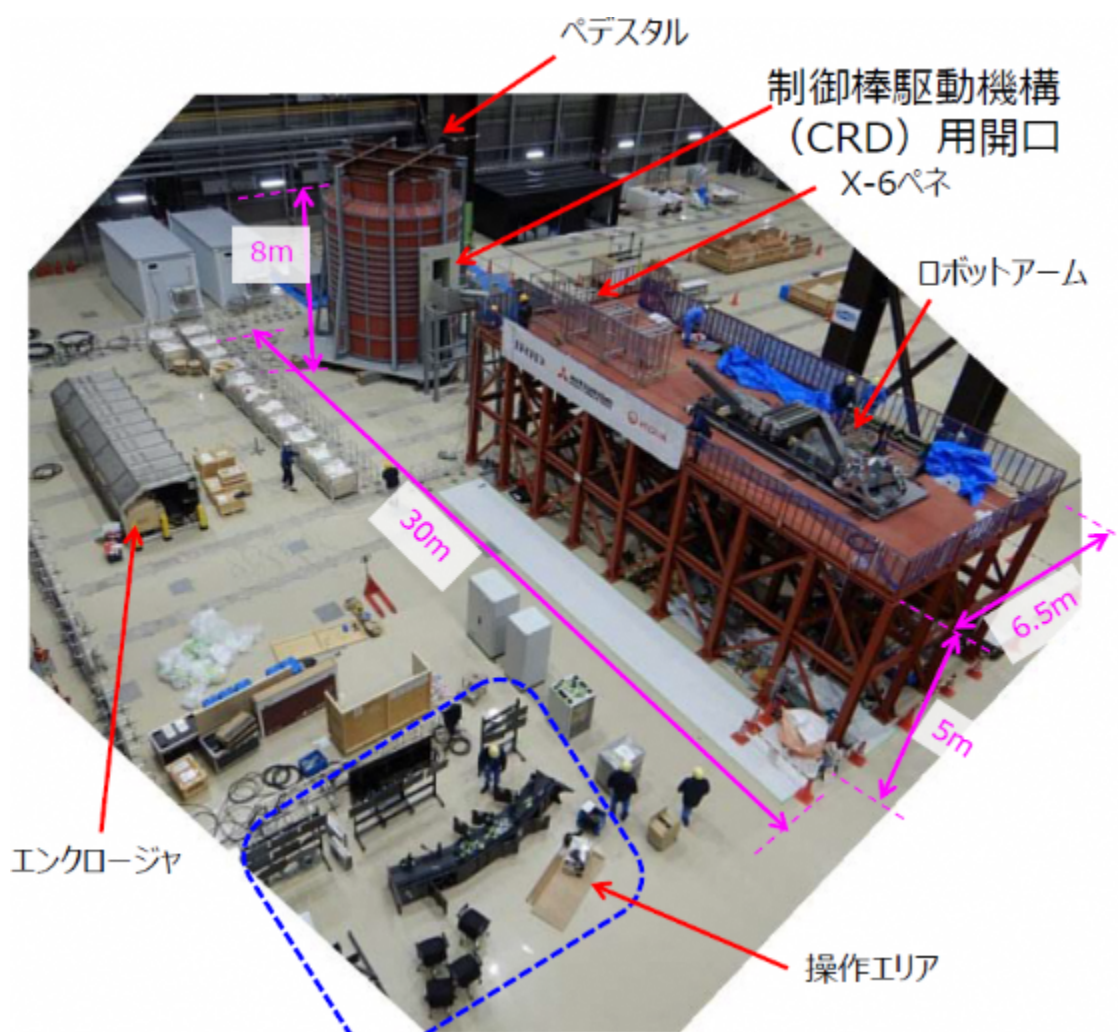 ペデスタル
制御棒駆動機構
（CRD）用開口
X-6ペネ
ロボットアーム
8m
IRID
30m
6.5m
5m
エンクロージャ
操作エリア